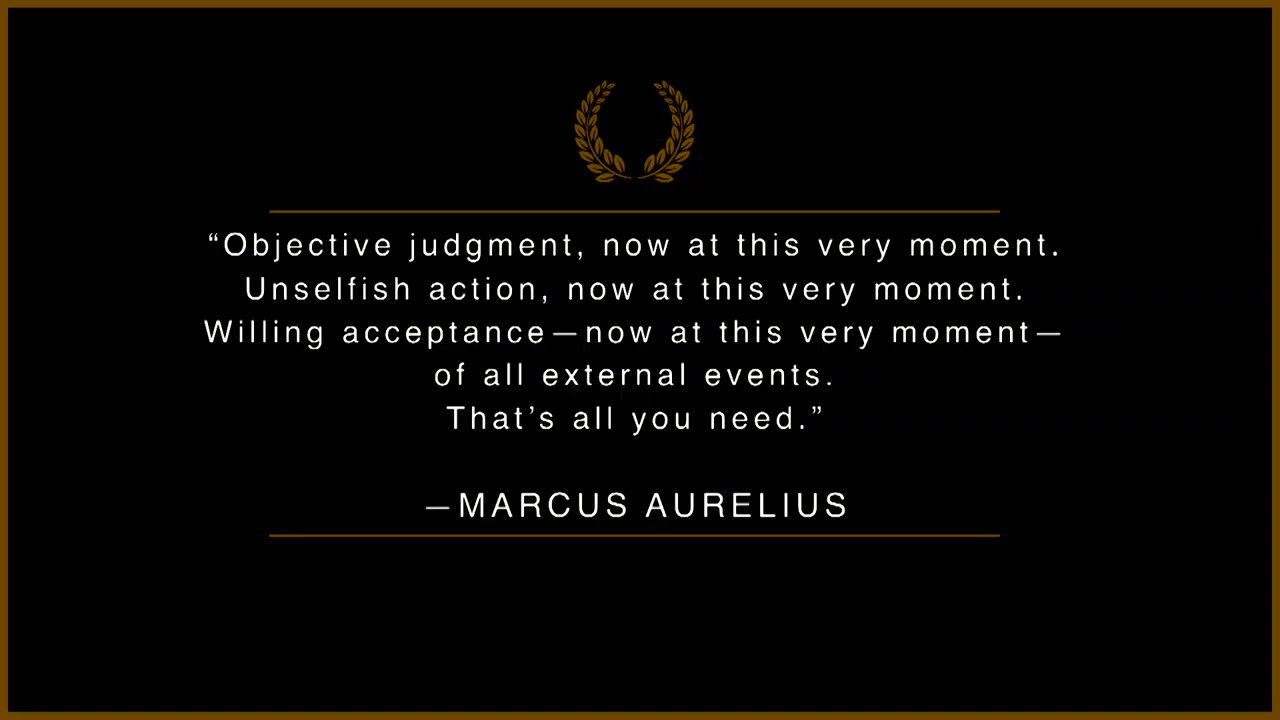 “Objective judgment, now at this very moment.
Unselfish action, now at this very moment.
Willing acceptance—now at this very moment—
of all external events.
That’s all you need.”
—MARCUS AURELIUS